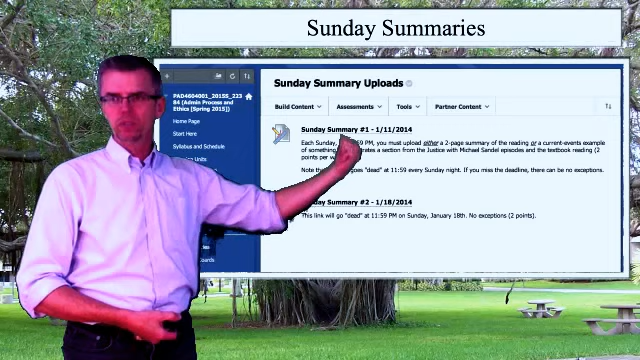 Sunday Summaries
PAD4604001_2015S_223
84 (Admin Process and
Ethics
(Spring 2015))
Home Page
Start Here
Syllabus and Schedule
Units
Sunday Summary Uploads
Build Content
Assessments
Tools
Partner Content
Sunday Summary #1 - 1/11/2014
Each Sunday, PM, you must upload either a 2-page summary of the reading or a current-events example
of something a section from the Justice with Michael Sandel episodes and the textbook reading (2
points per
Note goes "dead" at 11:59 every Sunday night. If you miss the deadline, there can be no exceptions.
Summary #2 - 1/18/2014
This link will go "dead" at 11:59 PM on Sunday, January 18th. No exceptions (2 points).